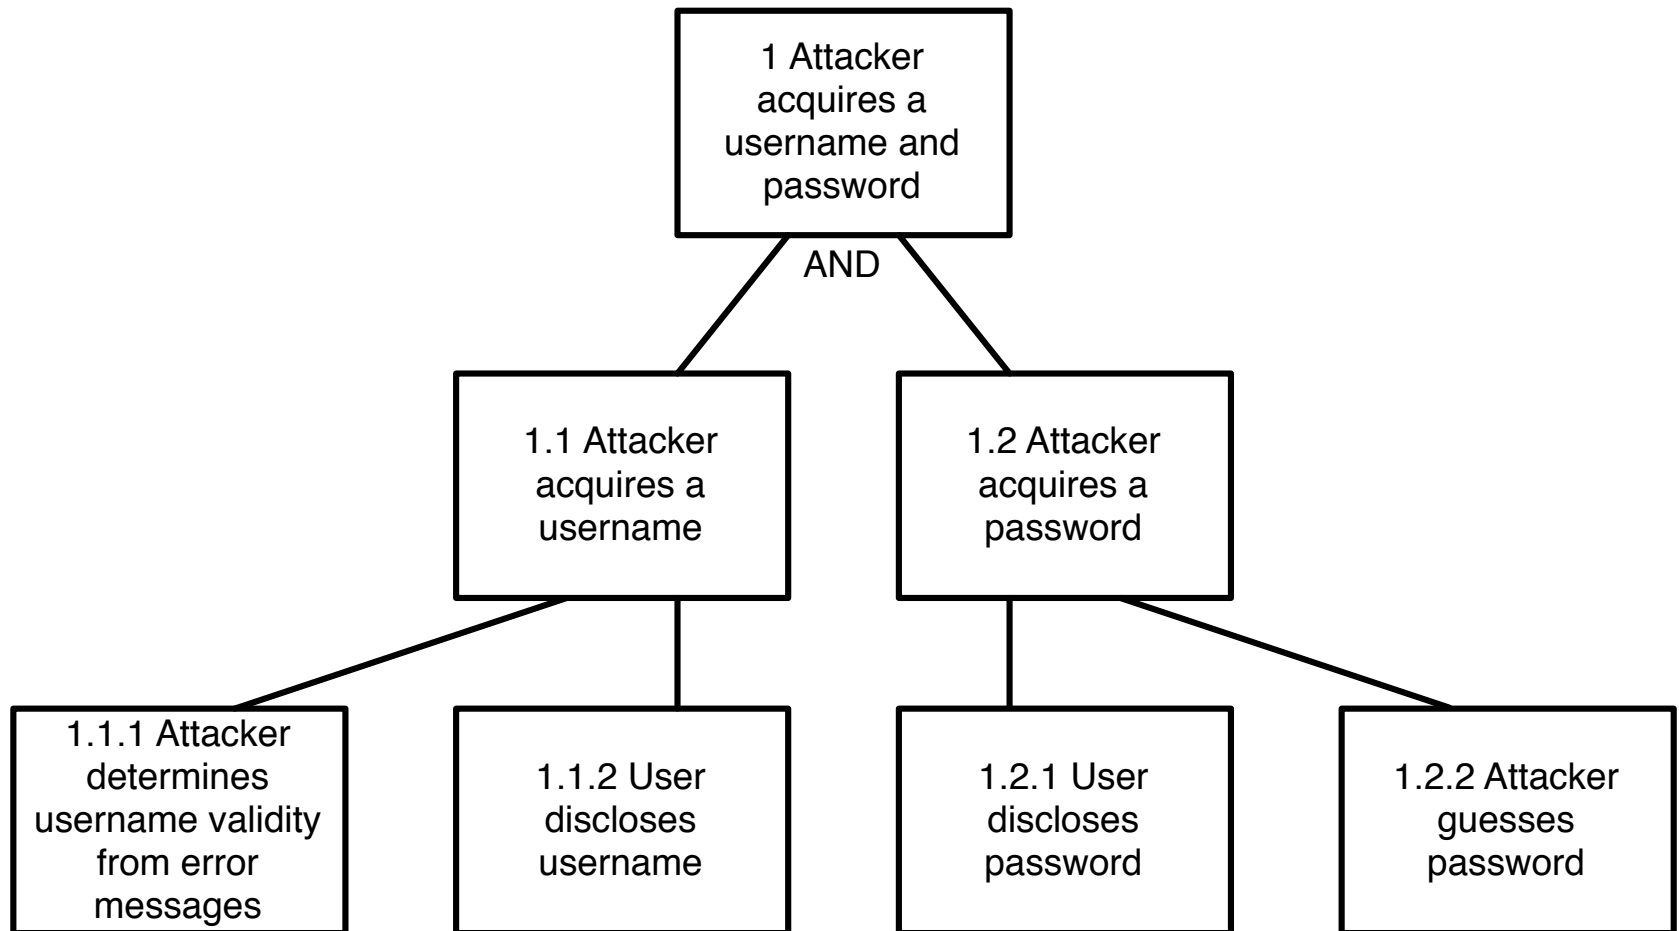 1 Attacker
acquires a
username and
password
AND
1.1 Attacker
acquires a
username
1.2 Attacker
acquires a
password
1.1.1 Attacker
determines
username validity
from error
messages
1.1.2 User
discloses
username
1.2.1 User
discloses
password
1.2.2 Attacker
guesses
password